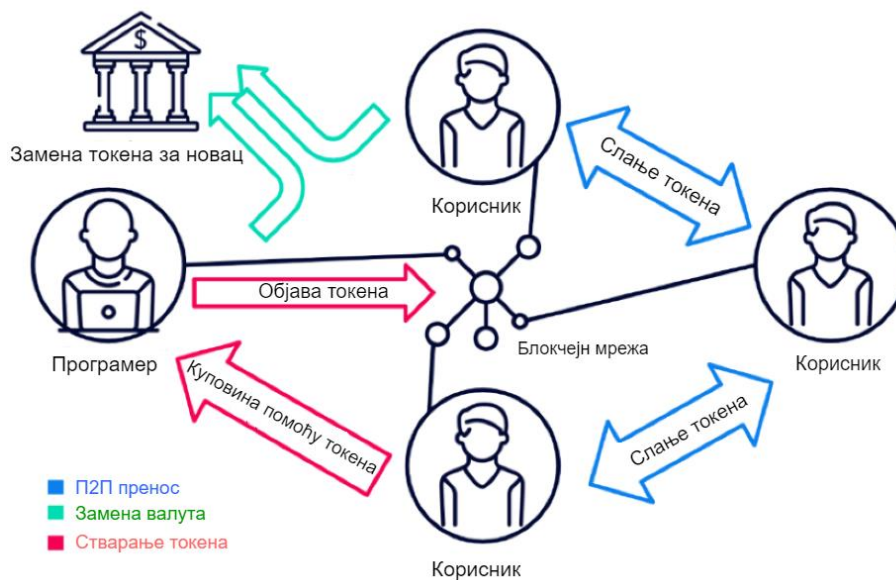 $
Замена токена за новац
Корисник
Слање токена
Објава токена
Програмер
Блокчејн мрежа
Корисник
Куповина помоћу токена
Слање токена
П2П пренос
Замена валута
Стварање токена
Корисник